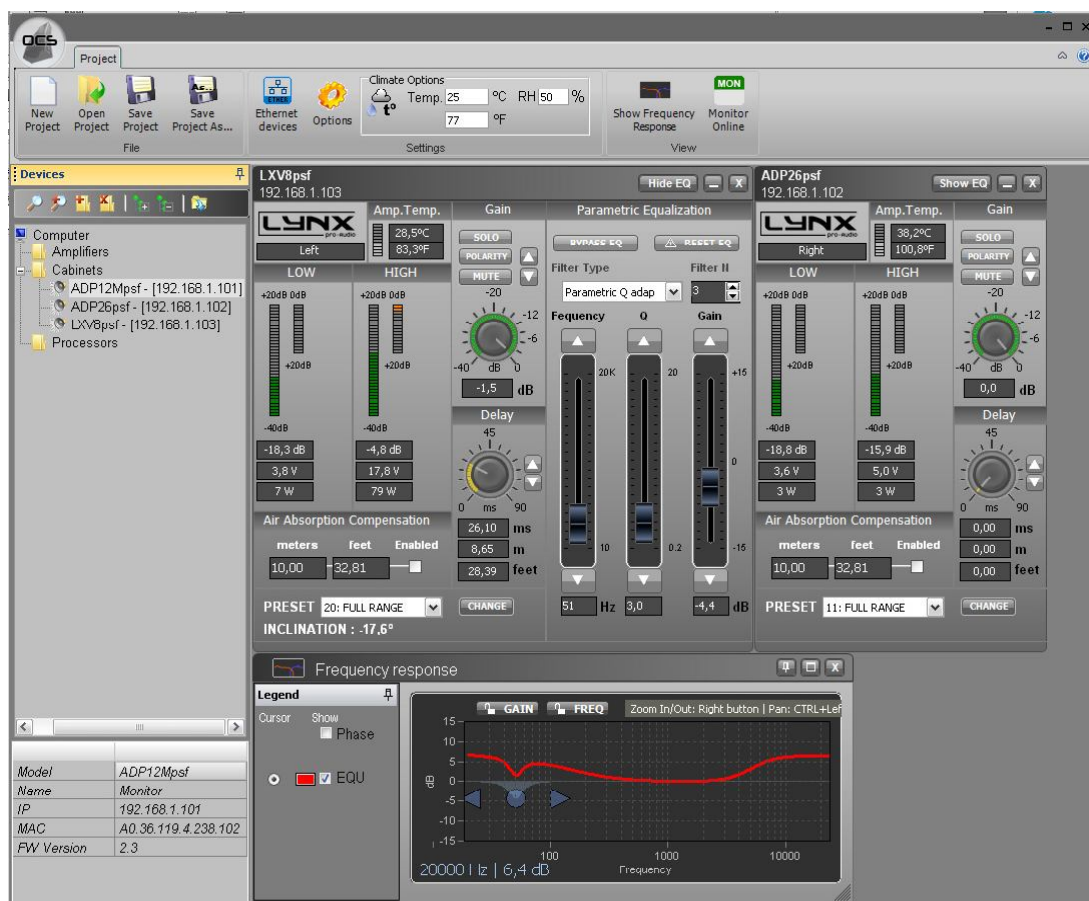 OCS
Project
New Project
Open Project
Save Project
As...
Save Project As...
File
ETHER
Ethernet devices
Options
Climate Options
t°
Temp. 25 ºC RH 50 %
77 ºF
Settings
Show Frequency Response
MON
Monitor Online
View
Devices
Computer
Amplifiers
Cabinets
ADP12Mpsf - [192.168.1.101]
ADP26psf - [192.168.1.102]
LXV8psf - [192.168.1.103]
Processors
Model ADP12Mpsf
Name Monitor
IP 192.168.1.101
MAC A0.36.119.4.238.102
FW Version 2.3
LXV8psf
192.168.1.103
Hide EQ
X
LYNX
pro-audio
Left
Amp.Temp.
28,5ºC
83,3ºF
LOW
HIGH
+20dB 0dB
+20dB 0dB
+20dB
+20dB
-40dB
-40dB
-18,3 dB
-4,8 dB
3,8 V
17,8 V
7 W
79 W
Gain
SOLO
POLARITY
MUTE
-20
-12
-6
-40 dB 0
-1,5 dB
Delay
45
0 ms 90
26,10 ms
8,65 m
28,39 feet
Air Absorption Compensation
meters feet Enabled
10,00 32,81
PRESET 20: FULL RANGE CHANGE
INCLINATION : -17,6º
Parametric Equalization
BYPASS EQ
RESET EQ
Filter Type
Parametric Q adap
3
Fequency Q Gain
20K
20
+15
0
10
0.2
-15
51 Hz 3,0 -4,4 dB
ADP26psf
192.168.1.102
Show EQ
X
LYNX
pro-audio
Right
Amp.Temp.
38,2ºC
100,8ºF
LOW
HIGH
+20dB 0dB
+20dB 0dB
+20dB
+20dB
-40dB
-40dB
-18,8 dB
-15,9 dB
3,6 V
5,0 V
3 W
3 W
Gain
SOLO
POLARITY
MUTE
-20
-12
-6
-40 dB 0
0,0 dB
Delay
45
0 ms 90
0,00 ms
0,00 m
0,00 feet
Air Absorption Compensation
meters feet Enabled
10,00 32,81
PRESET 11: FULL RANGE CHANGE
Frequency response
X
Legend
Cursor Show
Phase
EQU
GAIN
FREQ
Zoom In/Out: Right button | Pan: CTRL+Lef
15
10
5
0
-5
-10
-15
dB
100 1000 10000
Frequency
20000 Hz | 6,4 dB